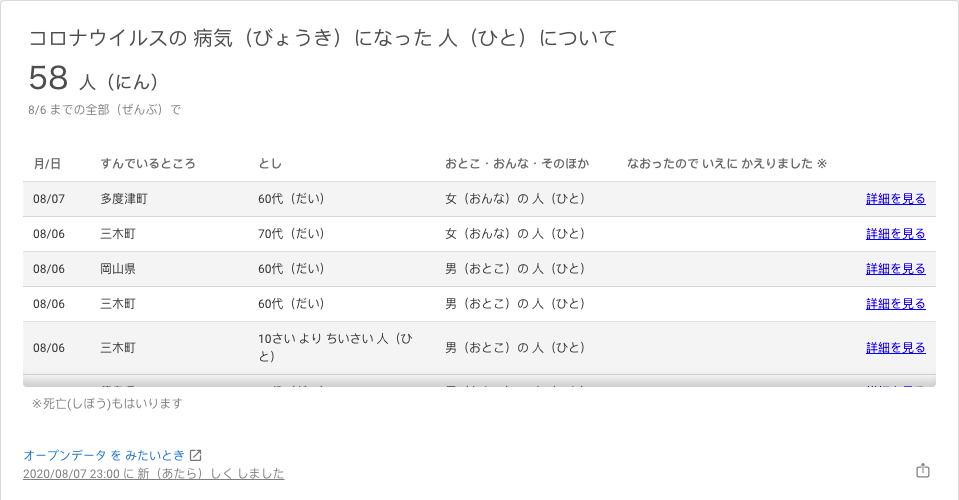 コロナウイルスの 病気（びょうき）になった 人（ひと）について
58 人（にん）
8/6 までの全部（ぜんぶ）で
月/日 すんでいるところ とし おとこ・おんな・そのほか なおったので いえに かえりました ※
08/07 多度津町 60代（だい） 女（おんな）の 人（ひと） 詳細を見る
08/06 三木町 70代（だい） 女（おんな）の 人（ひと） 詳細を見る
08/06 岡山県 60代（だい） 男（おとこ）の 人（ひと） 詳細を見る
08/06 三木町 60代（だい） 男（おとこ）の 人（ひと） 詳細を見る
08/06 三木町 10さい より ちいさい 人（ひ
と） 男（おとこ）の 人（ひと） 詳細を見る
※死亡(しぼう)もはいります
オープンデータ を みたいとき
2020/08/07 23:00 に 新（あたら）しく しました